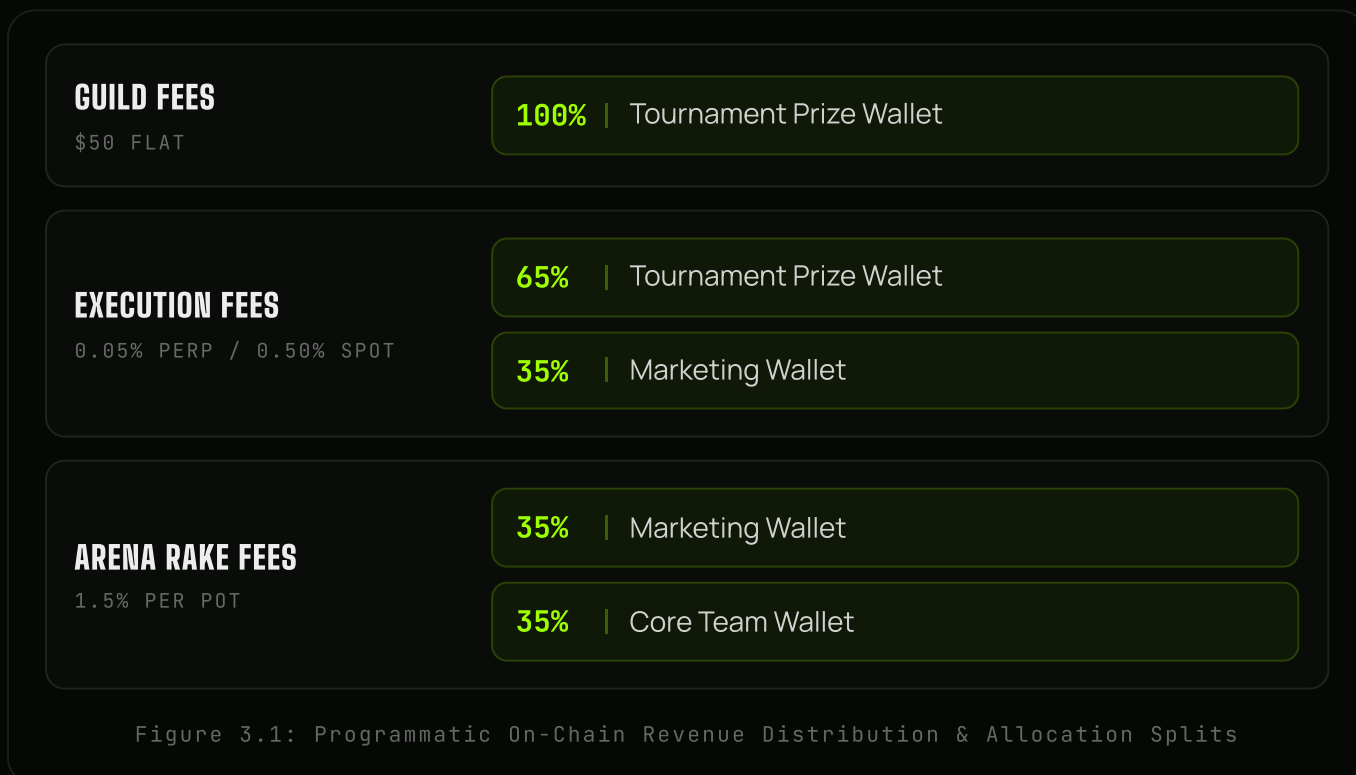 GUILD FEES
$50 FLAT
100% | Tournament Prize Wallet
EXECUTION FEES
0.05% PERP / 0.50% SPOT
65% | Tournament Prize Wallet
35% | Marketing Wallet
ARENA RAKE FEES
1.5% PER POT
35% | Marketing Wallet
35% | Core Team Wallet
Figure 3.1: Programmatic On-Chain Revenue Distribution & Allocation Splits